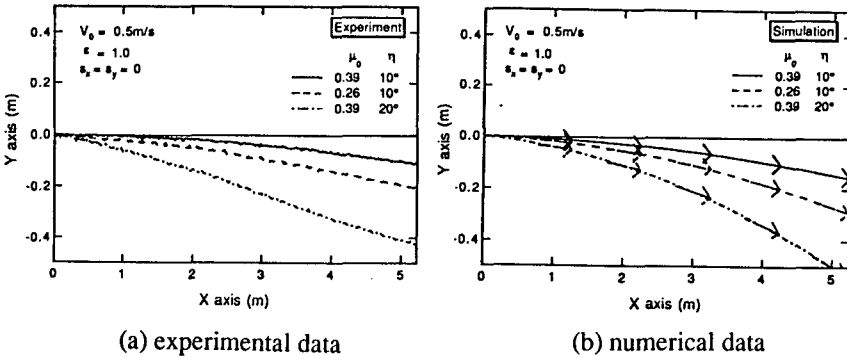 Experiment
V₀ = 0.5m/s
ε = 1.0
sₓ = sᵧ = 0
μ₀ η
0.39 10°
0.26 10°
0.39 20°
Y axis (m)
0.4
0.2
0.0
-0.2
-0.4
0 1 2 3 4 5
X axis (m)
(a) experimental data
Simulation
V₀ = 0.5m/s
ε = 1.0
sₓ = sᵧ = 0
μ₀ η
0.39 10°
0.26 10°
0.39 20°
Y axis (m)
0.4
0.2
0.0
-0.2
-0.4
0 1 2 3 4 5
X axis (m)
(b) numerical data